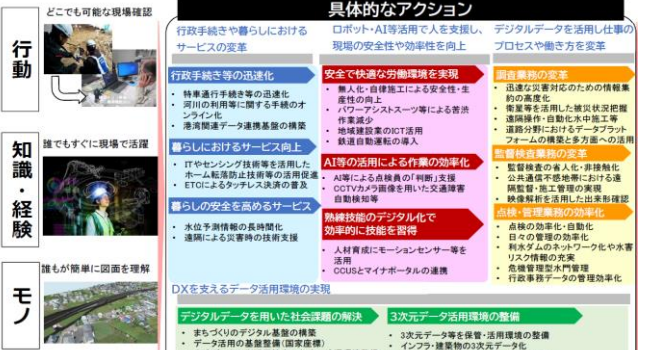 どこでも可能な現場確認
行動
誰でもすぐに現場で活躍
知識・経験
誰もが簡単に図面を理解
モノ
具体的なアクション
行政手続きや暮らしにおける
サービスの変革
行政手続き等の迅速化
・ 特車通行手続き等の迅速化
・ 河川の利用等に関する手続のオ
ンライン化
・ 港湾関連データ連携基盤の構築
暮らしにおけるサービス向上
・ ITやセンシング技術等を活用した
ホーム転落防止技術等の活用促進
・ ETCによるタッチレス決済の普及
暮らしの安全を高めるサービス
・ 水位予測情報の長時間化
・ 遠隔による災害時の技術支援
ロボット・AI等活用で人を支援し、
現場の安全性や効率性を向上
安全で快適な労働環境を実現
・ 無人化・自律施工による安全性・生
産性の向上
・ パワーアシストスーツ等による苦渋
作業減少
・ 地域建設業のICT活用
・ 鉄道自動運転の導入
AI等の活用による作業の効率化
・ AI等による点検員の「判断」支援
・ CCTVカメラ画像を用いた交通障害
自動検知等
熟練技能のデジタル化で
効率的に技能を習得
・ 人材育成にモーションセンサー等を
活用
・ CCUSとマイナポータルの連携
デジタルデータを活用し仕事の
プロセスや働き方を変革
調査業務の変革
・ 迅速な災害対応のための情報集
約の高度化
・ 衛星等を活用した被災状況把握
・ 遠隔操作・自動化水中施工等
・ 道路分野におけるデータプラット
フォームの構築と多方面への活用
監督検査業務の変革
・ 監督検査の省人化・非接触化
・ 公共通信不感地帯における遠
隔監督・施工管理の実現
・ 映像解析を活用した出来形確認
点検・管理業務の効率化
・ 点検の効率化・自動化
・ 日々の管理の効率化
・ 利水ダムのネットワーク化や水害
リスク情報の充実
・ 危機管理型水門管理
・ 行政事務データの管理効率化
DXを支えるデータ活用環境の実現
デジタルデータを用いた社会課題の解決
・ まちづくりのデジタル基盤の構築
・ データ活用の基盤整備(国家座標)
3次元データ活用環境の整備
・ 3次元データ等を保管・活用環境の整備
・ インフラ・建築物の3次元データ化